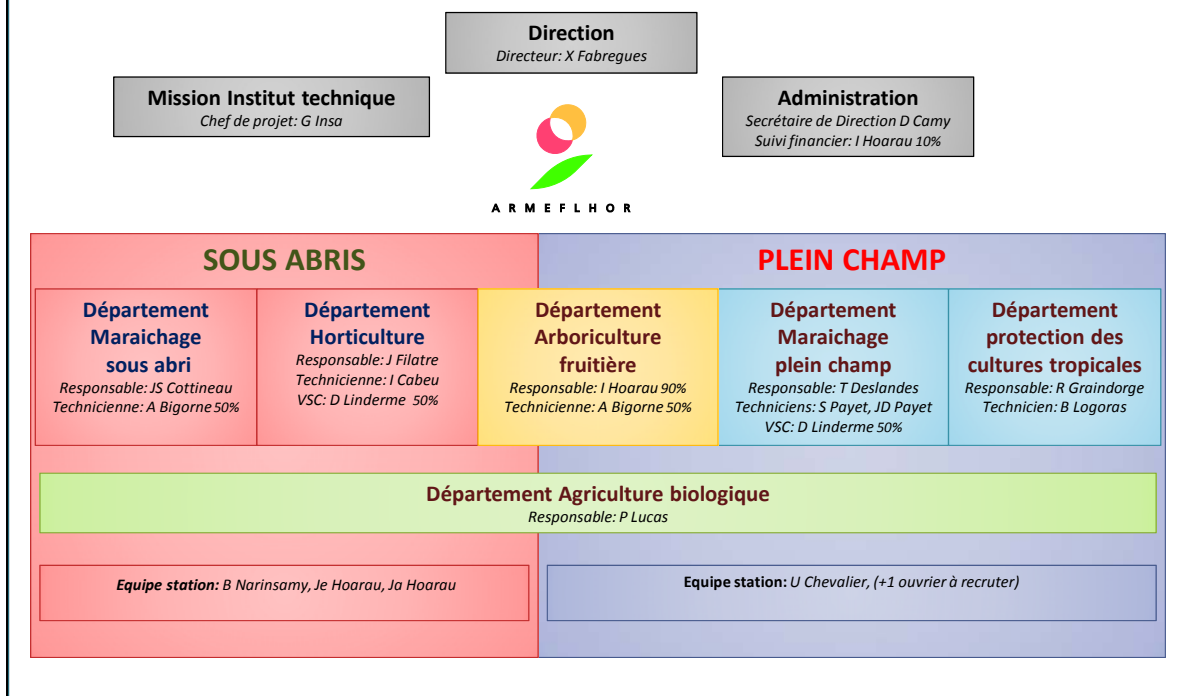 Direction
Directeur: X Fabregues
Mission Institut technique
Chef de projet: G Insa
Administration
Secrétaire de Direction D Camy
Suivi financier: I Hoarau 10%
ARMEFLHOR
SOUS ABRIS
PLEIN CHAMP
Département
Maraichage
sous abri
Responsable: JS Cottineau
Technicienne: A Bigorne 50%
Département
Horticulture
Responsable: J Filatre
Technicienne: I Cabeu
VSC: D Linderme 50%
Département
Arboriculture
fruitière
Responsable: I Hoarau 90%
Technicienne: A Bigorne 50%
Département
Maraichage
plein champ
Responsable: T Deslandes
Techniciens: S Payet, JD Payet
VSC: D Linderme 50%
Département
protection des
cultures tropicales
Responsable: R Graindorge
Technicien: B Logoras
Département Agriculture biologique
Responsable: P Lucas
Equipe station: B Narinsamy, Je Hoarau, Ja Hoarau
Equipe station: U Chevalier, (+1 ouvrier à recruter)